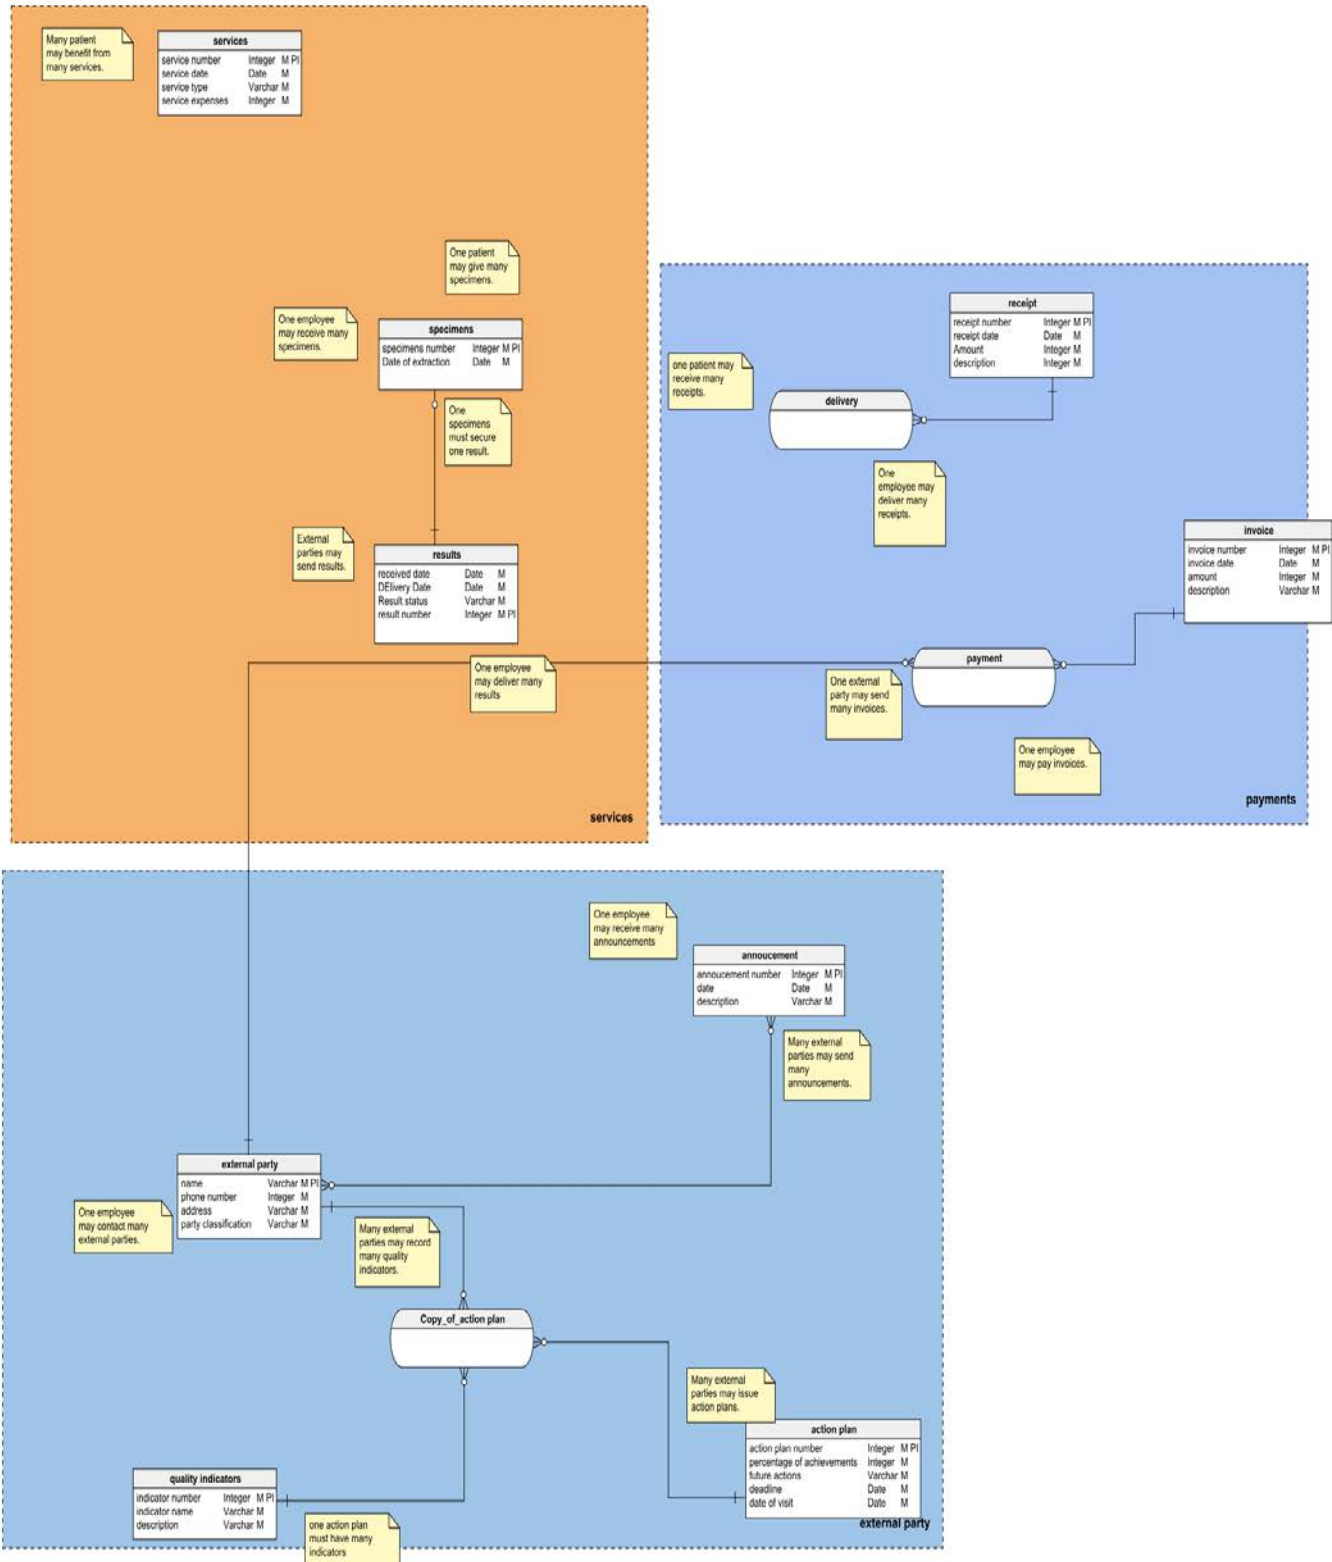 Many patient
may benefit from
many services.
services
service number Integer M PI
service date Date M
service type Varchar M
service expenses Integer M
One patient
may give many
specimens.
One employee
may receive many
specimens.
specimens
specimens number Integer M PI
Date of extraction Date M
One
specimens
must secure
one result.
External
parties may
send results.
results
received date Date M
DElivery Date Date M
Result status Varchar M
result number Integer M PI
One employee
may deliver many
results
services
receipt
receipt number Integer M PI
receipt date Date M
Amount Integer M
description Integer M
one patient may
receive many
receipts.
delivery
One
employee may
deliver many
receipts.
invoice
invoice number Integer M PI
invoice date Date M
amount Integer M
description Varchar M
payment
One external
party may send
many invoices.
One employee
may pay invoices.
payments
One employee
may receive many
announcements
annoucement
annoucement number Integer M PI
date Date M
description Varchar M
Many external
parties may send
many
announcements.
external party
name Varchar M PI
phone number Integer M
address Varchar M
party classification Varchar M
One employee
may contact many
external parties.
Many external
parties may record
many quality
indicators.
Copy_of_action plan
Many external
parties may issue
action plans.
action plan
action plan number Integer M PI
percentage of achievements Integer M
future actions Varchar M
deadline Date M
date of visit Date M
quality indicators
indicator number Integer M PI
indicator name Varchar M
description Varchar M
one action plan
must have many
indicators
external party